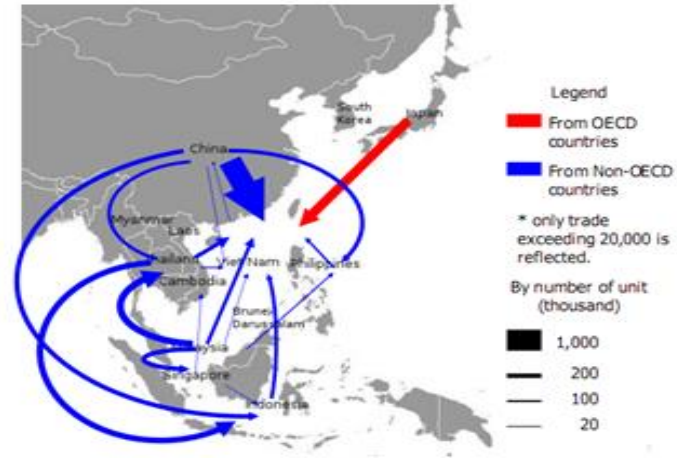 South
Korea
Japan
China
Myanmar
Laos
Viet Nam
Philippines
Cambodia
Brunei
Darussalam
Singapore
Indonesia
Legend
From OECD
countries
From Non-OECD
countries
* only trade
exceeding 20,000 is
reflected.
By number of unit
(thousand)
1,000
200
100
20